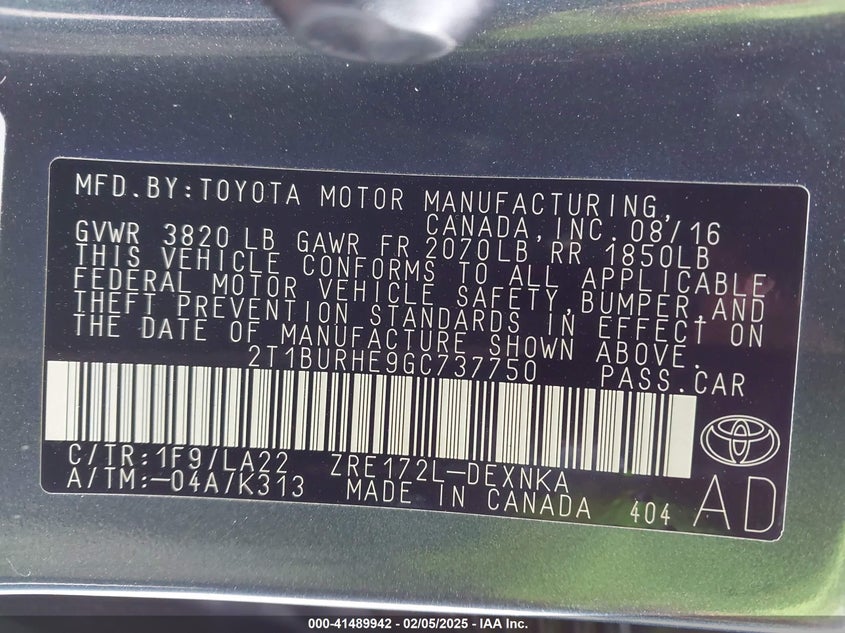 MFD.BY:TOYOTA MOTOR MANUFACTURING,
CANADA,INC. 08/16
GVWR 3820 LB GAWR FR 2070LB RR 1850LB
THIS VEHICLE CONFORMS TO ALL APPLICABLE
FEDERAL MOTOR VEHICLE SAFETY,BUMPER,AND
THEFT PREVENTION STANDARDS IN EFFECT ON
THE DATE OF MANUFACTURE SHOWN ABOVE.
2T1BURHE9GC737750 PASS.CAR
C/TR:1F9/LA22 ZRE172L-DEXNKA
A/TM:-04A/K313 MADE IN CANADA 404 AD
000-41489942 - 02/05/2025 - IAA Inc.